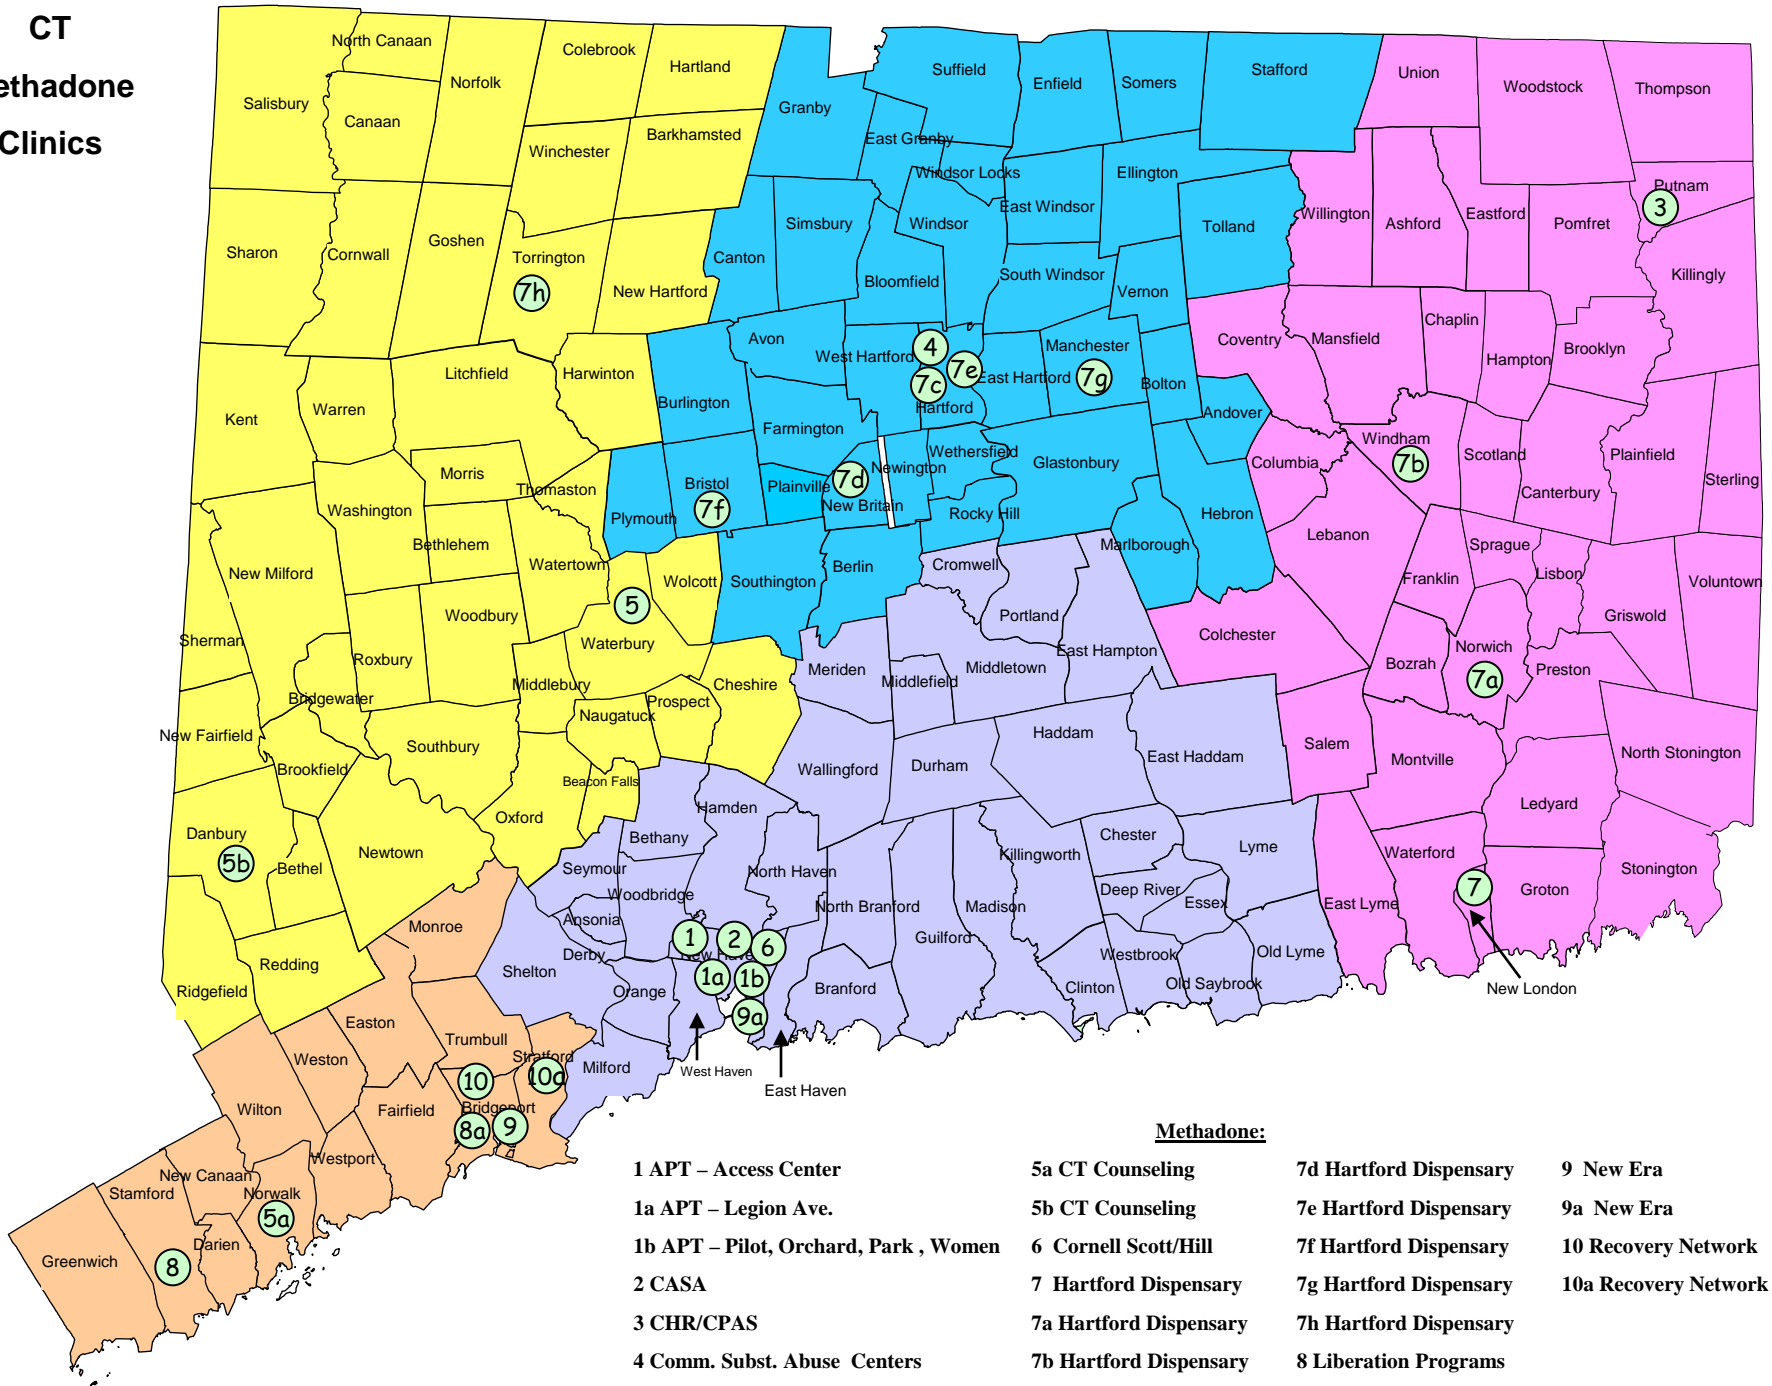 CT
ethadone
Clinics
North Canaan
Colebrook
Hartland
Salisbury
Norfolk
Canaan
Winchester
Barkhamsted
Granby
Suffield
Enfield
Somers
Stafford
Union
Woodstock
Thompson
East Granby
Windsor Locks
Ellington
Putnam
3
East Windsor
Willington
Ashford
Eastford
Pomfret
Sharon
Cornwall
Goshen
Torrington
7h
New Hartford
Canton
Simsbury
Windsor
Tolland
Bloomfield
South Windsor
Vernon
Killingly
Avon
West Hartford
4
7e
7c
Hartford
East Hartford
Manchester
7g
Bolton
Coventry
Mansfield
Chaplin
Hampton
Brooklyn
Kent
Warren
Litchfield
Harwinton
Burlington
Farmington
Andover
Windham
7b
Scotland
Plainfield
Sterling
Canterbury
Morris
Thomaston
Washington
Bethlehem
Plymouth
Bristol
7f
Plainville
7d
New Britain
Newington
Wethersfield
Rocky Hill
Glastonbury
Columbia
Hebron
Lebanon
Marlborough
Sprague
Franklin
Lisbon
Voluntown
Griswold
New Milford
Watertown
Wolcott
5
Waterbury
Southington
Berlin
Cromwell
Portland
East Hampton
Colchester
Norwich
7a
Bozrah
Preston
Sherman
Woodbury
Roxbury
Bridgewater
Middlebury
Naugatuck
Prospect
Cheshire
Meriden
Middlefield
Middletown
New Fairfield
Brookfield
Southbury
Beacon Falls
Oxford
Wallingford
Durham
Haddam
East Haddam
Salem
Montville
North Stonington
Ledyard
Danbury
5b
Bethel
Newtown
Hamden
Bethany
Seymour
Woodbridge
North Haven
North Branford
Killingworth
Chester
Lyme
Waterford
7
Groton
Stonington
Deep River
Essex
East Lyme
Monroe
Ansonia
Derby
1
2
6
New Haven
1a
1b
9a
Guilford
Madison
Westbrook
Old Lyme
Old Saybrook
Clinton
New London
Redding
Ridgefield
Shelton
Orange
Branford
Easton
Trumbull
Stratford
10a
Milford
West Haven
East Haven
Weston
10
Bridgeport
8a
9
Wilton
Fairfield
Westport
New Canaan
Stamford
Norwalk
5a
Darien
Greenwich
8
Methadone:
1 APT – Access Center
1a APT – Legion Ave.
1b APT – Pilot, Orchard, Park , Women
2 CASA
3 CHR/CPAS
4 Comm. Subst. Abuse Centers
5a CT Counseling
5b CT Counseling
6 Cornell Scott/Hill
7 Hartford Dispensary
7a Hartford Dispensary
7b Hartford Dispensary
7d Hartford Dispensary
7e Hartford Dispensary
7f Hartford Dispensary
7g Hartford Dispensary
7h Hartford Dispensary
8 Liberation Programs
9 New Era
9a New Era
10 Recovery Network
10a Recovery Network